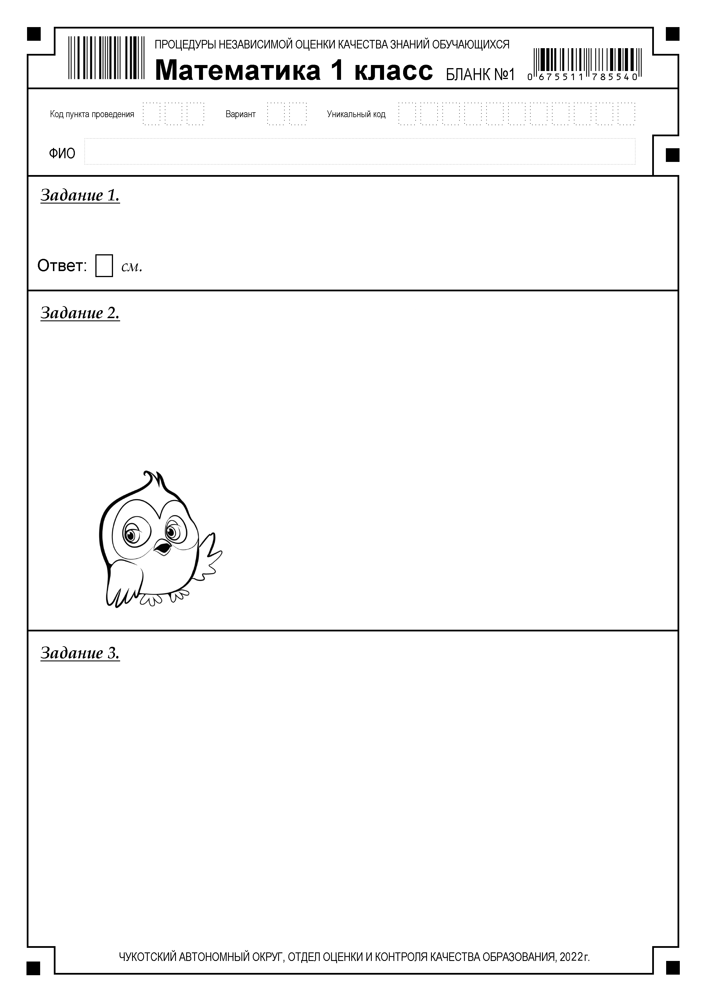 ПРОЦЕДУРЫ НЕЗАВИСИМОЙ ОЦЕНКИ КАЧЕСТВА ЗНАНИЙ ОБУЧАЮЩИХСЯ
Математика 1 класс БЛАНК №1
0 675511 785540
Код пункта проведения Вариант Уникальный код
ФИО
Задание 1.
Ответ: см.
Задание 2.
Задание 3.
ЧУКОТСКИЙ АВТОНОМНЫЙ ОКРУГ, ОТДЕЛ ОЦЕНКИ И КОНТРОЛЯ КАЧЕСТВА ОБРАЗОВАНИЯ, 2022г.